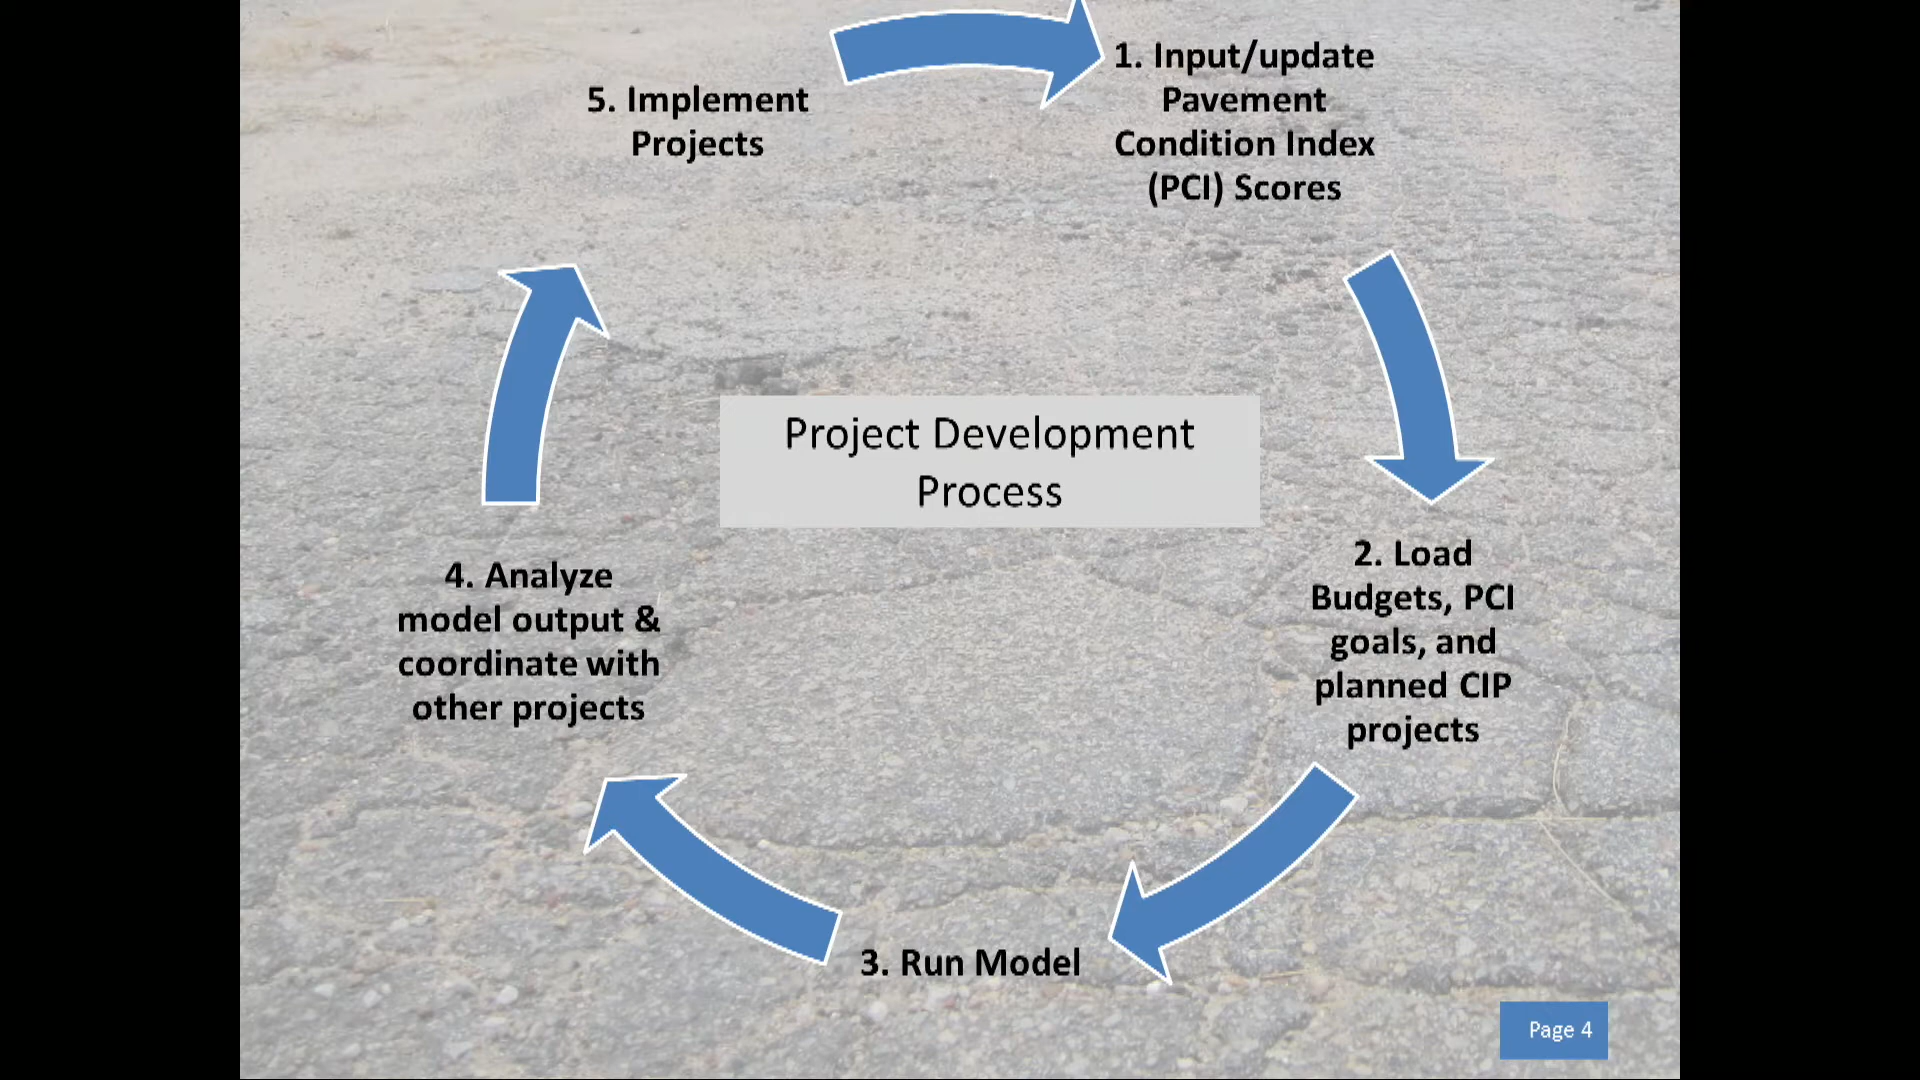 1. Input/update
Pavement
Condition Index
(PCI) Scores
2. Load
Budgets, PCI
goals, and
planned CIP
projects
3. Run Model
4. Analyze
model output &
coordinate with
other projects
5. Implement
Projects
Project Development
Process
Page 4